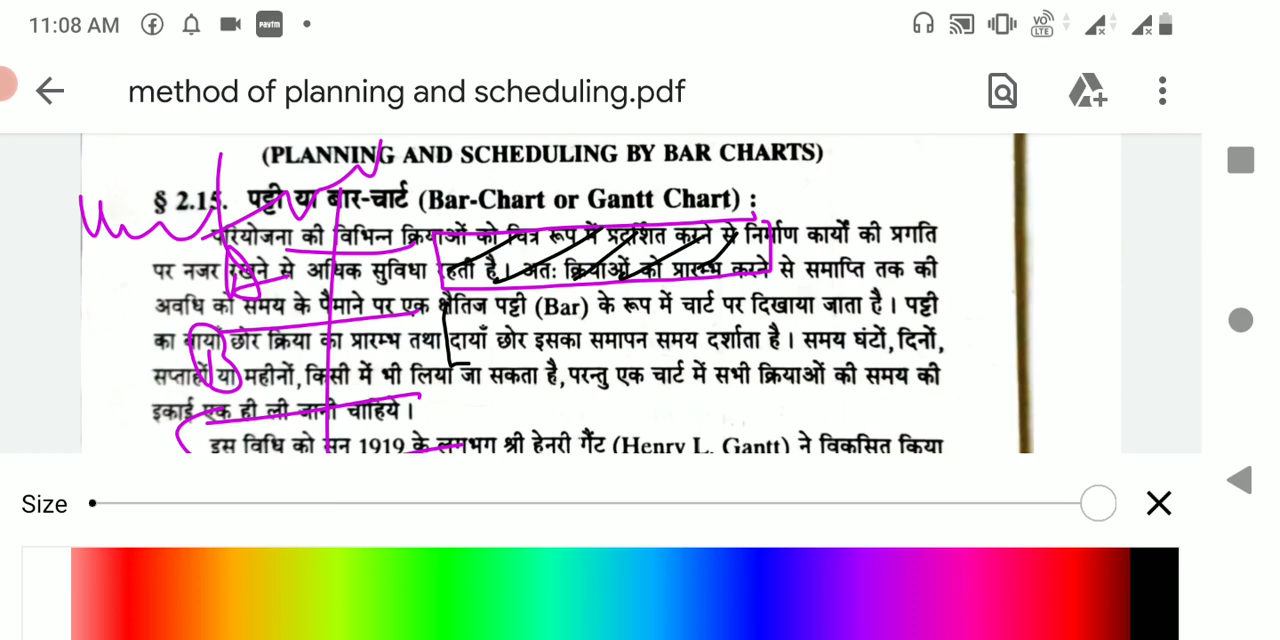 11:08 AM
paytm
VO LTE
method of planning and scheduling.pdf
(PLANNING AND SCHEDULING BY BAR CHARTS)
§ 2.15. पट्टी या बार-चार्ट (Bar-Chart or Gantt Chart) :
परियोजना की विभिन्न क्रियाओं को चित्र रूप में प्रदर्शित करने से निर्माण कार्यों की प्रगति
पर नजर रखने से अधिक सुविधा रहती है। अतः क्रियाओं को प्रारम्भ करने से समाप्ति तक की
अवधि को समय के पैमाने पर एक क्षैतिज पट्टी (Bar) के रूप में चार्ट पर दिखाया जाता है। पट्टी
का बायाँ छोर क्रिया का प्रारम्भ तथा दायाँ छोर इसका समापन समय दर्शाता है। समय घंटों, दिनों,
सप्ताहों या महीनों, किसी में भी लिया जा सकता है, परन्तु एक चार्ट में सभी क्रियाओं की समय की
इकाई एक ही ली जानी चाहिये।
इस विधि को सन 1919 के लगभग श्री हेनरी गैंट (Henry L. Gantt) ने विकसित किया
Size